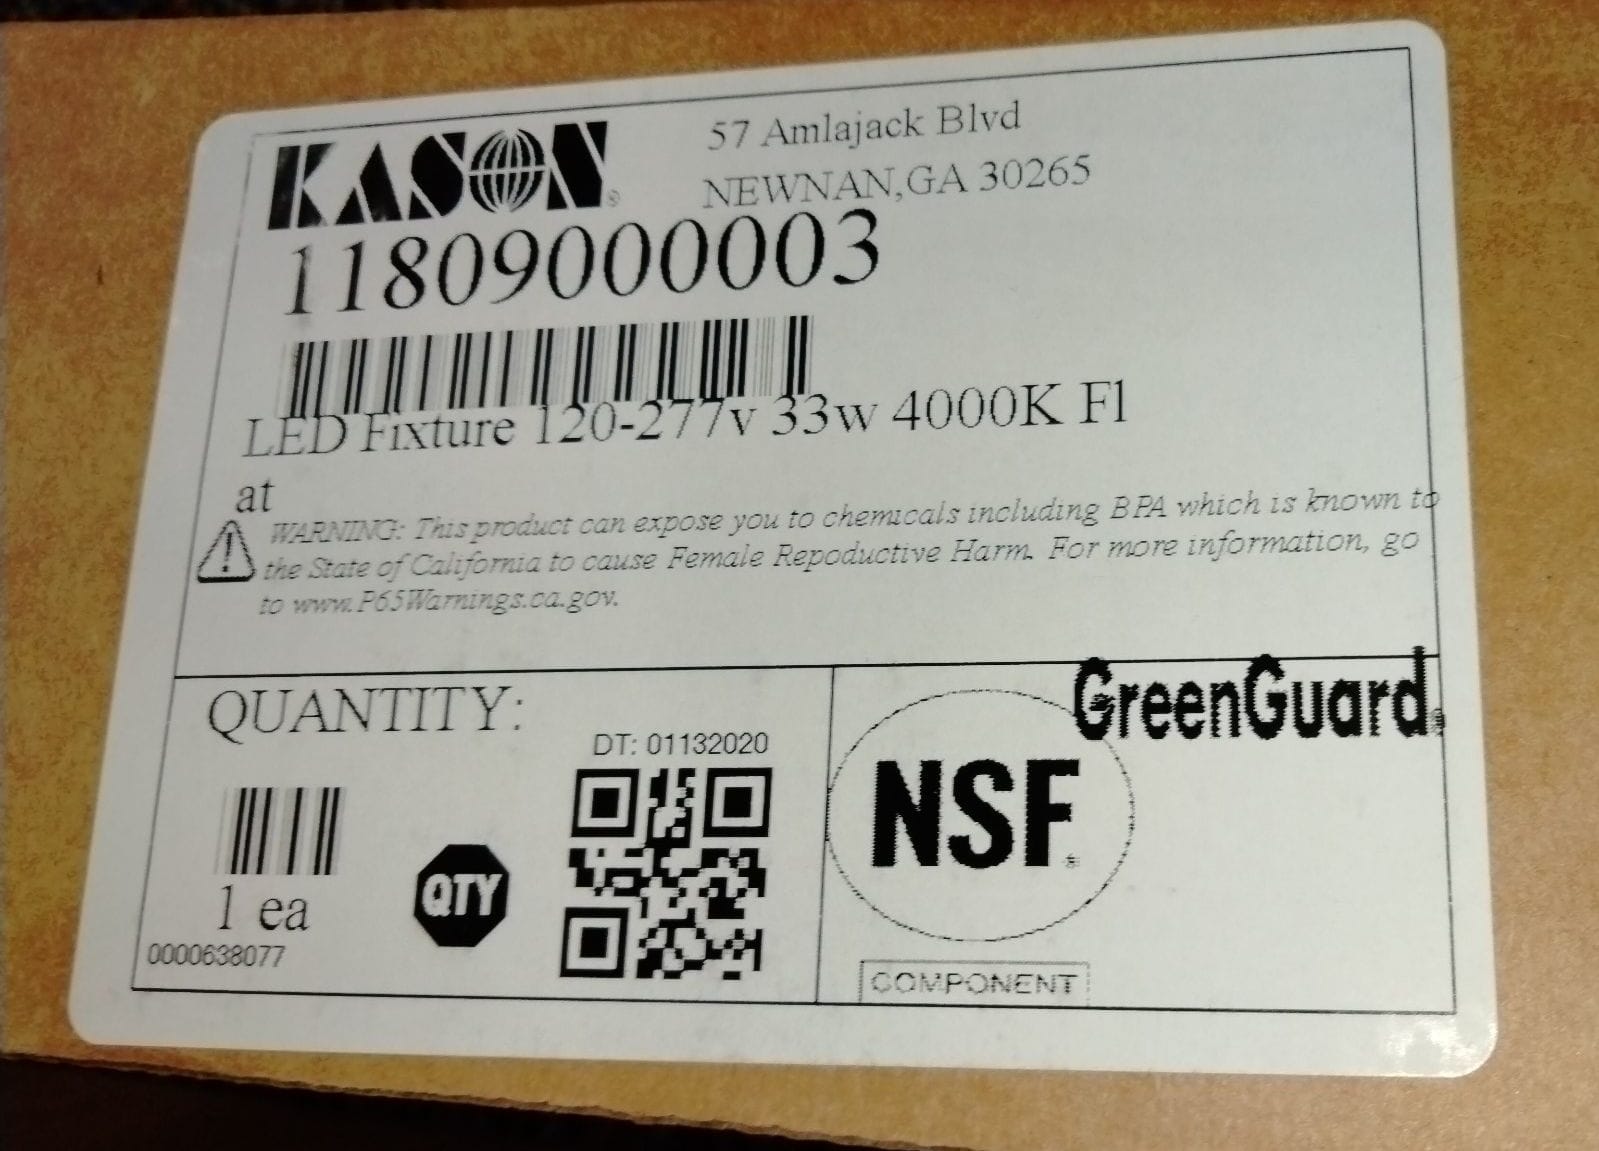 KASON®
57 Amlajack Blvd
NEWNAN,GA 30265
11809000003
LED Fixture 120-277v 33w 4000K Fl
at
WARNING: This product can expose you to chemicals including BPA which is known to
the State of California to cause Female Repoductive Harm. For more information, go
to www.P65Warnings.ca.gov.
QUANTITY:
DT: 01132020
1 ea
QTY
0000638077
GreenGuard®
NSF®
COMPONENT